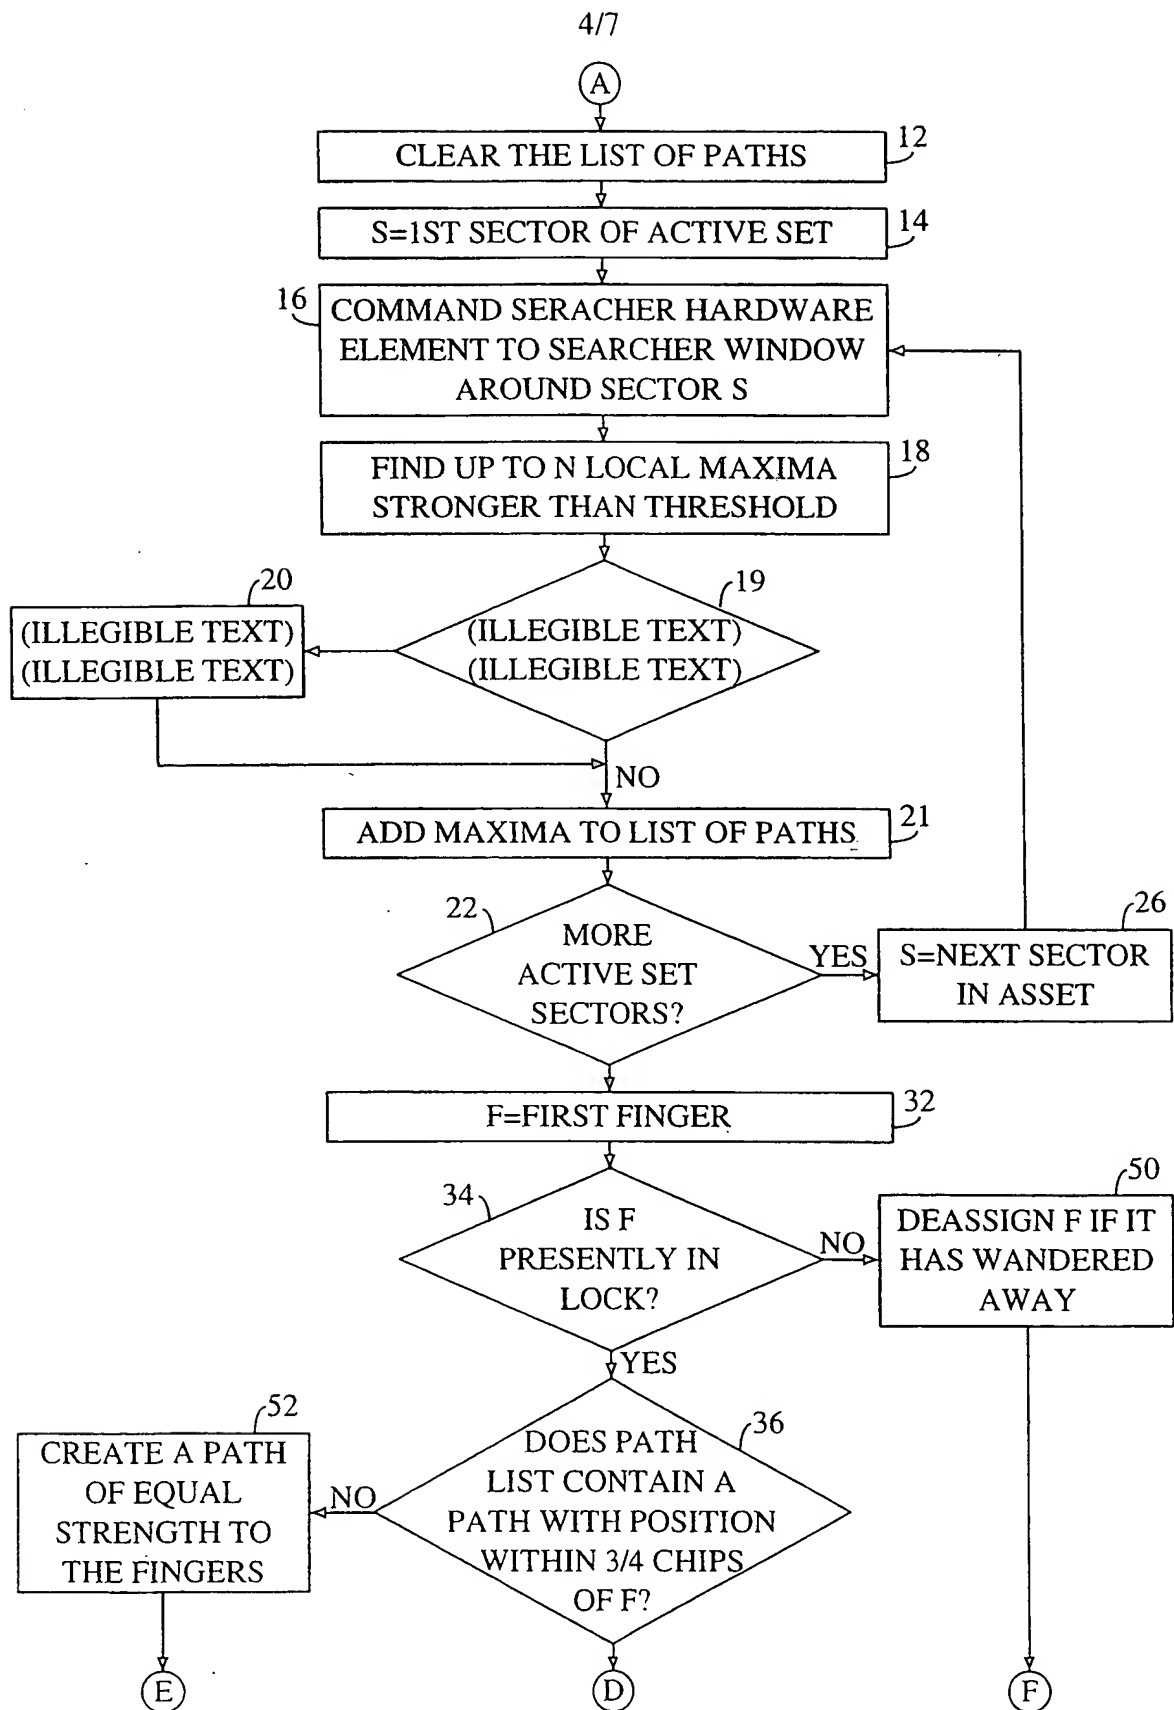 4/7
A
CLEAR THE LIST OF PATHS
12
S=1ST SECTOR OF ACTIVE SET
14
16
COMMAND SERACHER HARDWARE
ELEMENT TO SEARCHER WINDOW
AROUND SECTOR S
FIND UP TO N LOCAL MAXIMA
STRONGER THAN THRESHOLD
18
20
(ILLEGIBLE TEXT)
(ILLEGIBLE TEXT)
19
(ILLEGIBLE TEXT)
(ILLEGIBLE TEXT)
NO
ADD MAXIMA TO LIST OF PATHS
21
22
MORE
ACTIVE SET
SECTORS?
YES
26
S=NEXT SECTOR
IN ASSET
F=FIRST FINGER
32
34
IS F
PRESENTLY IN
LOCK?
NO
50
DEASSIGN F IF IT
HAS WANDERED
AWAY
YES
36
DOES PATH
LIST CONTAIN A
PATH WITH POSITION
WITHIN 3/4 CHIPS
OF F?
NO
52
CREATE A PATH
OF EQUAL
STRENGTH TO
THE FINGERS
E
D
F